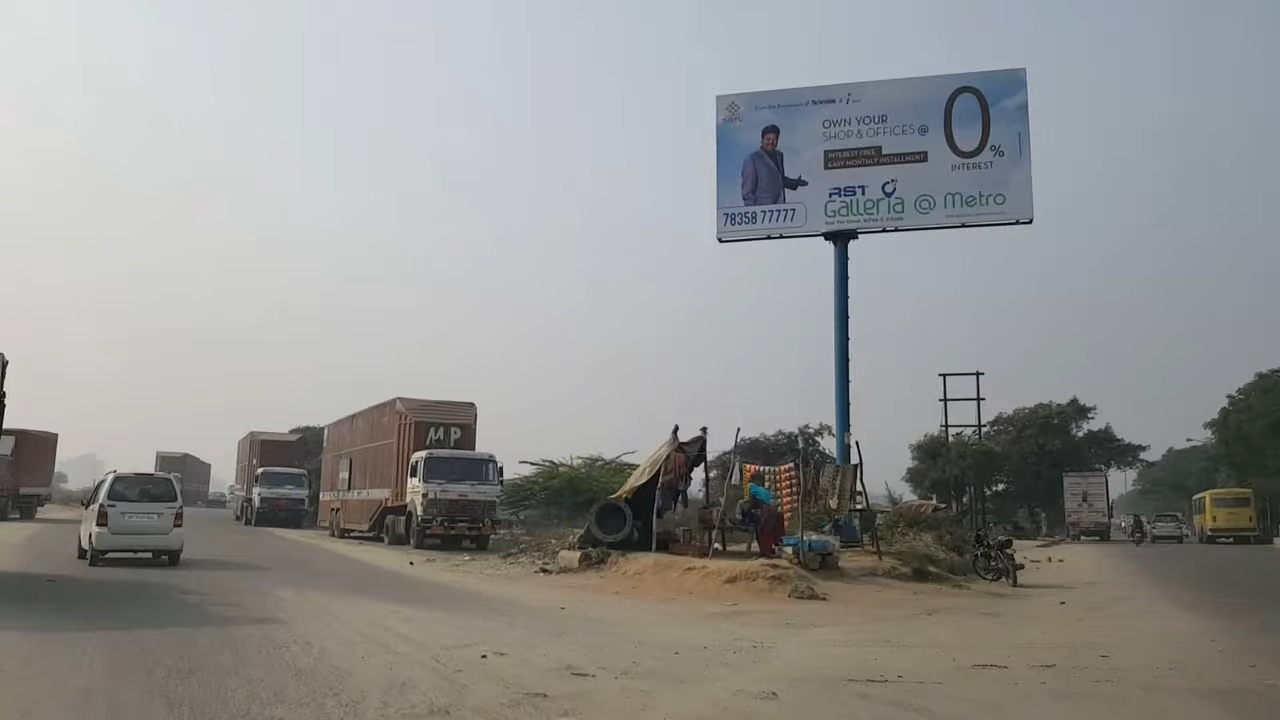 OWN YOUR
SHOP & OFFICES @
0%
INTEREST
INTEREST FREE,
EASY MONTHLY INSTALLMENT
RST
Galleria @ Metro
78358 77777
MP